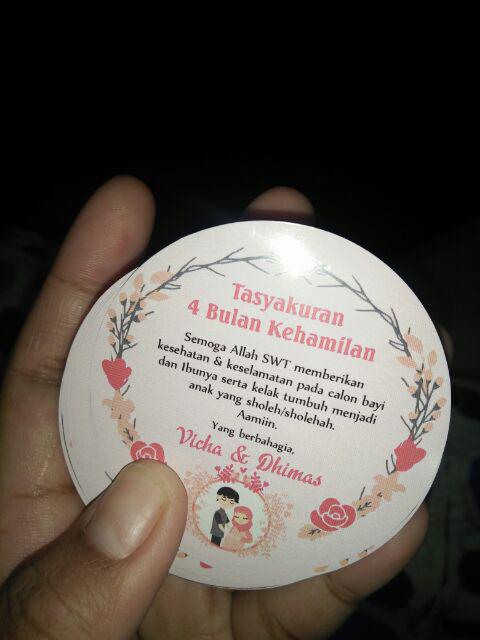 Tasyakuran
4 Bulan Kehamilan
Semoga Allah SWT memberikan
kesehatan & keselamatan pada calon bayi
dan Ibunya serta kelak tumbuh menjadi
anak yang sholeh/sholehah.
Aamiin.
Yang berbahagia,
Vicha & Dhimas